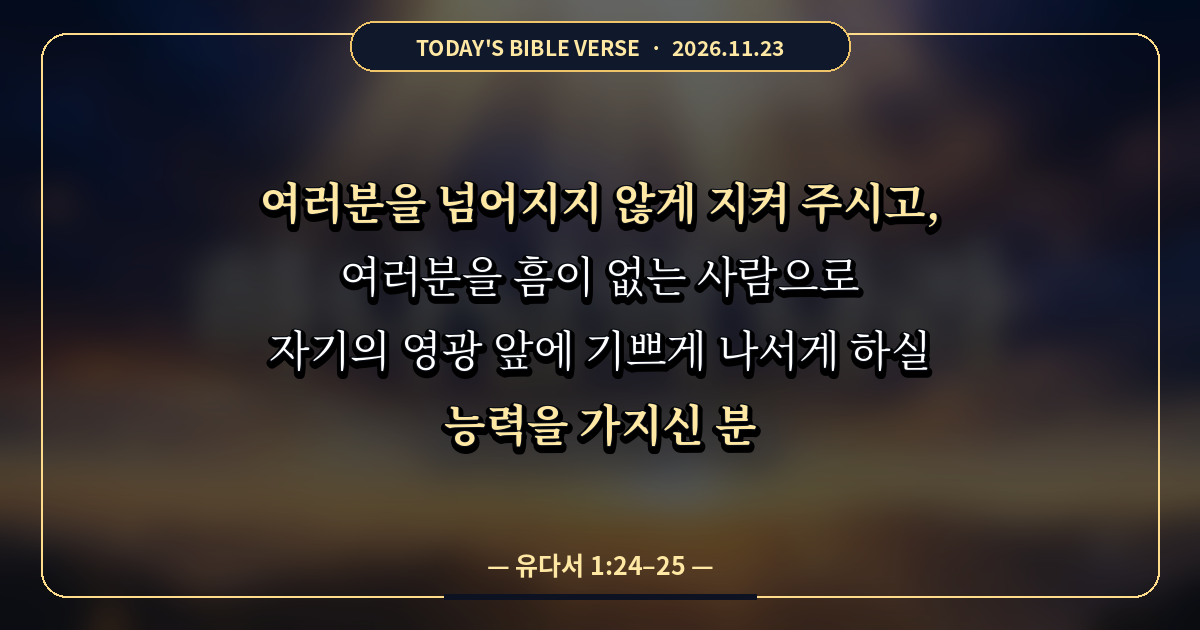 TODAY'S BIBLE VERSE · 2026.11.23
여러분을 넘어지지 않게 지켜 주시고,
여러분을 흠이 없는 사람으로
자기의 영광 앞에 기쁘게 나서게 하실
능력을 가지신 분
— 유다서 1:24–25 —